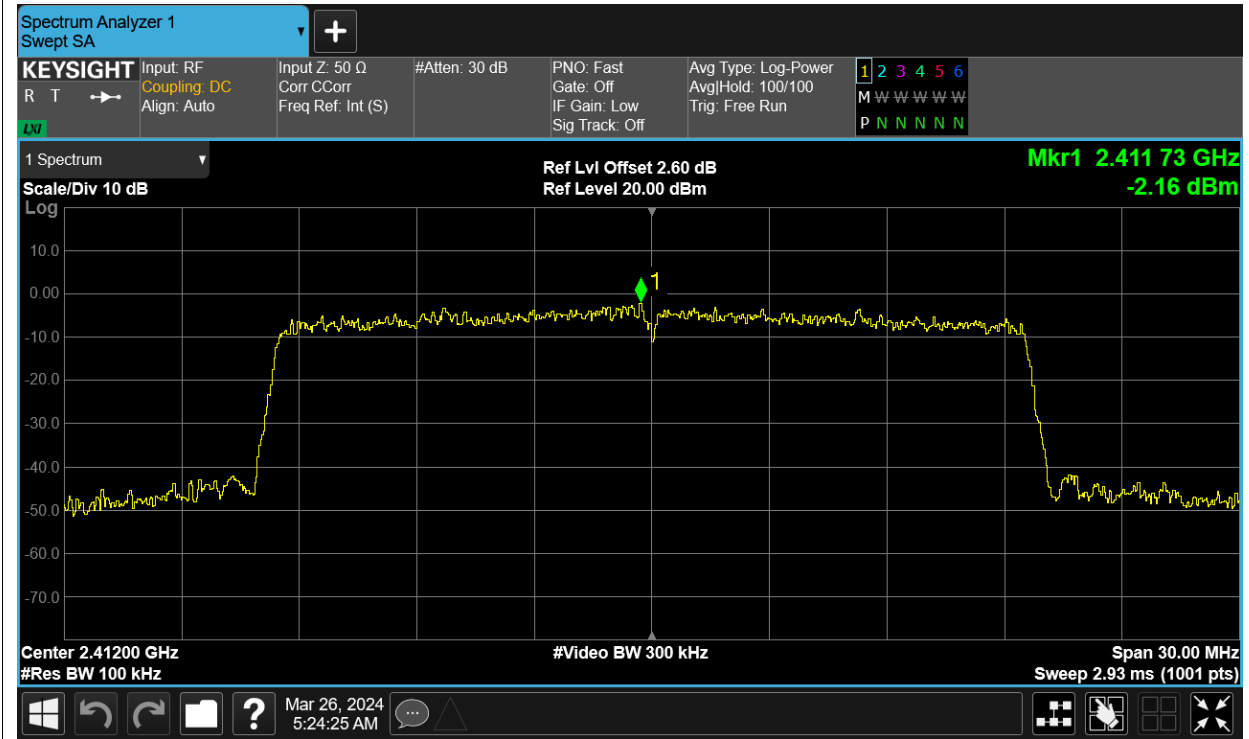 Spectrum Analyzer 1
Swept SA
+
KEYSIGHT
R T
LXI
Input: RF
Coupling: DC
Align: Auto
Input Z: 50 Ω
Corr CCorr
Freq Ref: Int (S)
#Atten: 30 dB
PNO: Fast
Gate: Off
IF Gain: Low
Sig Track: Off
Avg Type: Log-Power
Avg|Hold: 100/100
Trig: Free Run
1 2 3 4 5 6
M W W W W W
P N N N N N
1 Spectrum
Scale/Div 10 dB
Ref Lvl Offset 2.60 dB
Ref Level 20.00 dBm
Mkr1 2.411 73 GHz
-2.16 dBm
Log
10.0
0.00
-10.0
-20.0
-30.0
-40.0
-50.0
-60.0
-70.0
1
Center 2.41200 GHz
#Res BW 100 kHz
#Video BW 300 kHz
Span 30.00 MHz
Sweep 2.93 ms (1001 pts)
?
Mar 26, 2024
5:24:25 AM